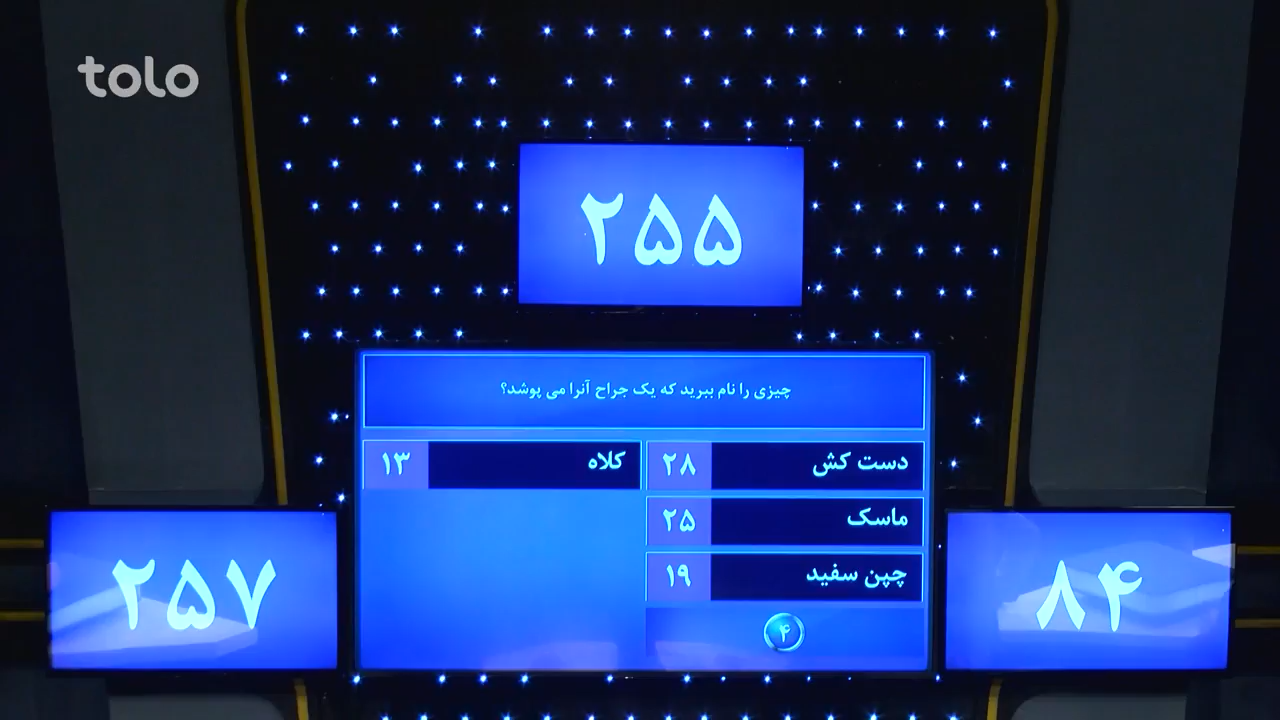 tolo
۲۵۵
چیزی را نام ببرید که یک جراح آنرا می پوشد؟
دست کش ۲۸
ماسک ۲۵
چپن سفید ۱۹
۴
کلاه ۱۳
۸۴
۲۵۷